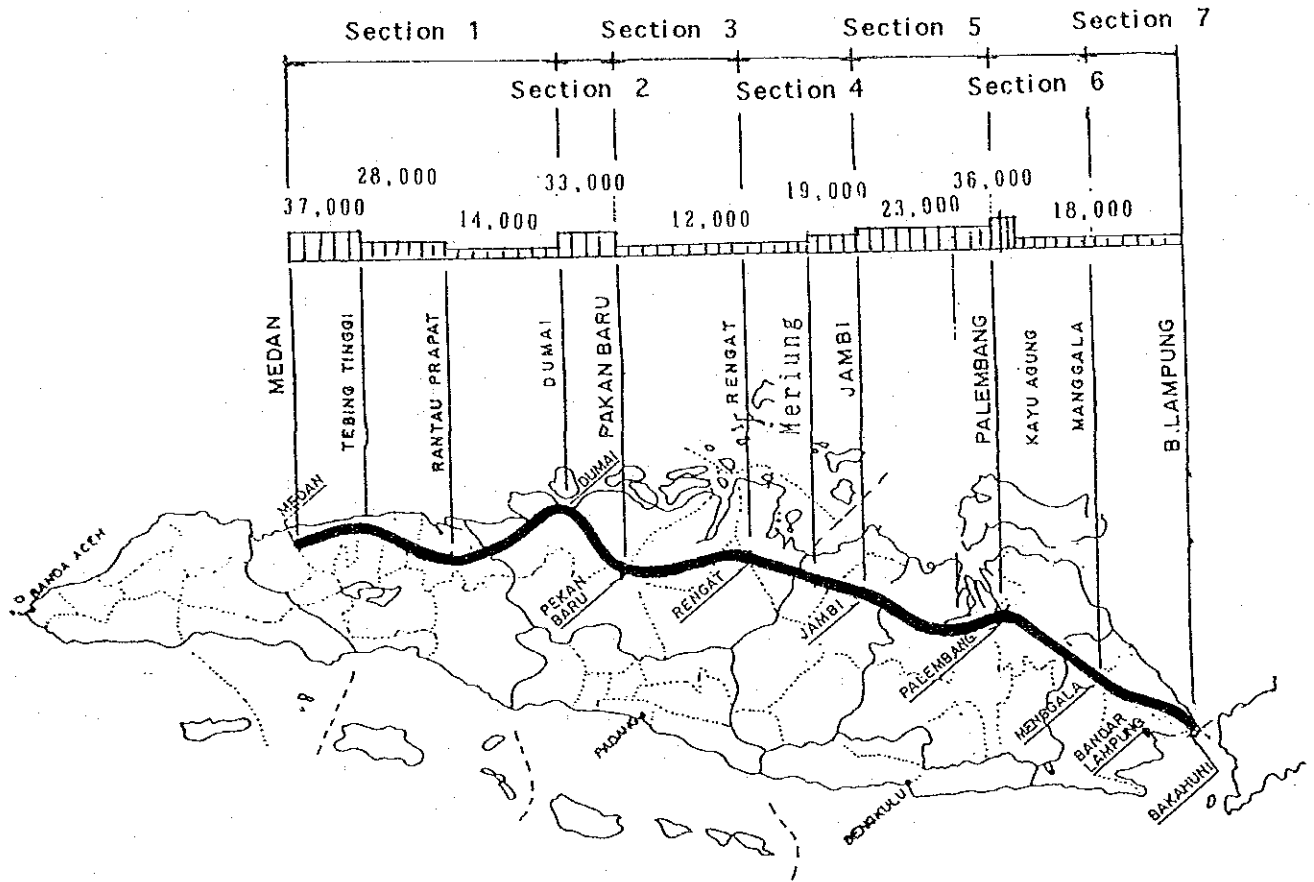 Section 1
Section 3
Section 5
Section 7
Section 2
Section 4
Section 6
28,000
33,000
19,000
36,000
37,000
14,000
12,000
23,000
18,000
MEDAN
TEBING TINGGI
RANTAU PRAPAT
DUMAI
PAKANBARU
RENGAT
Meriung
JAMBI
PALEMBANG
KAYU AGUNG
MANGGALA
B.LAMPUNG
MEDAN
DUMAI
BANDA ACEH
PEKAN
BARU
RENGAT
JAMBI
PALEMBANG
MENGGALA
BANDAR
LAMPUNG
PADANG
BENGKULU
BAKAHUNI